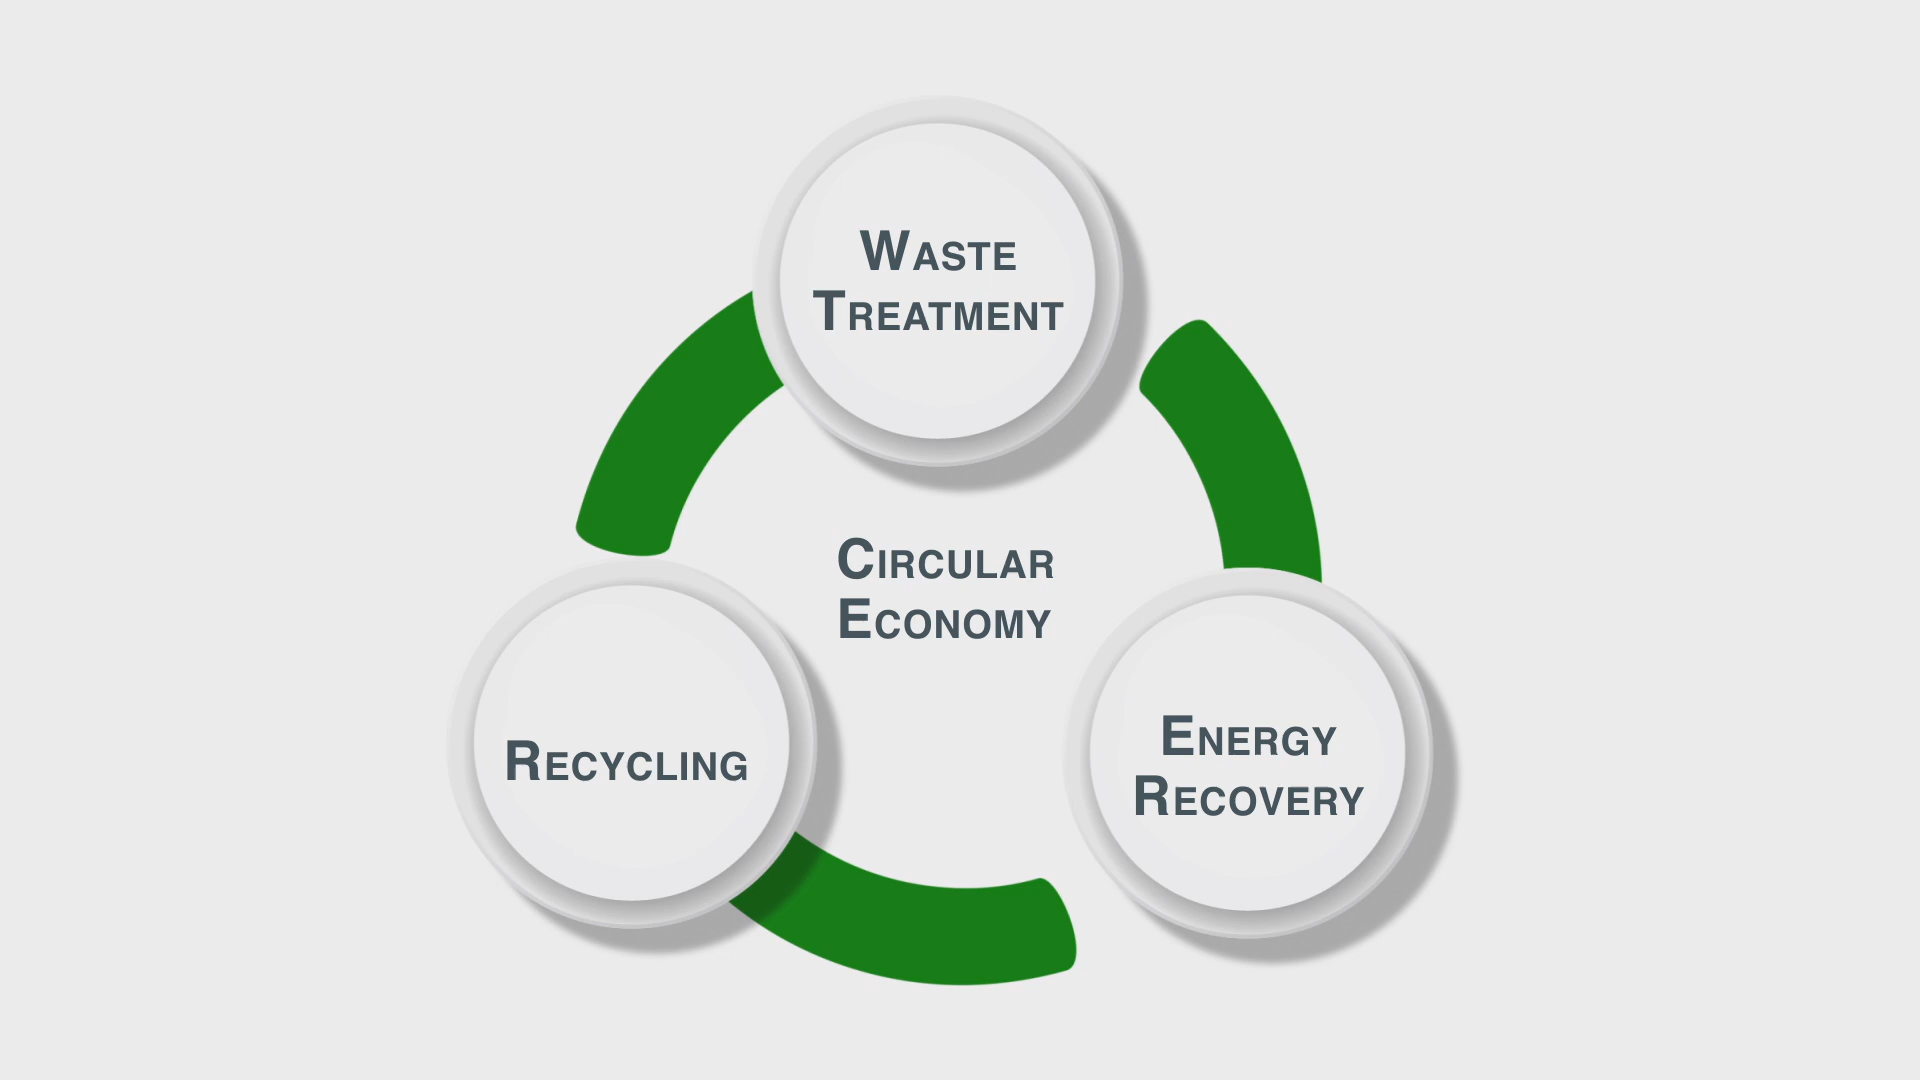 Waste
Treatment
Circular
Economy
Recycling
Energy
Recovery